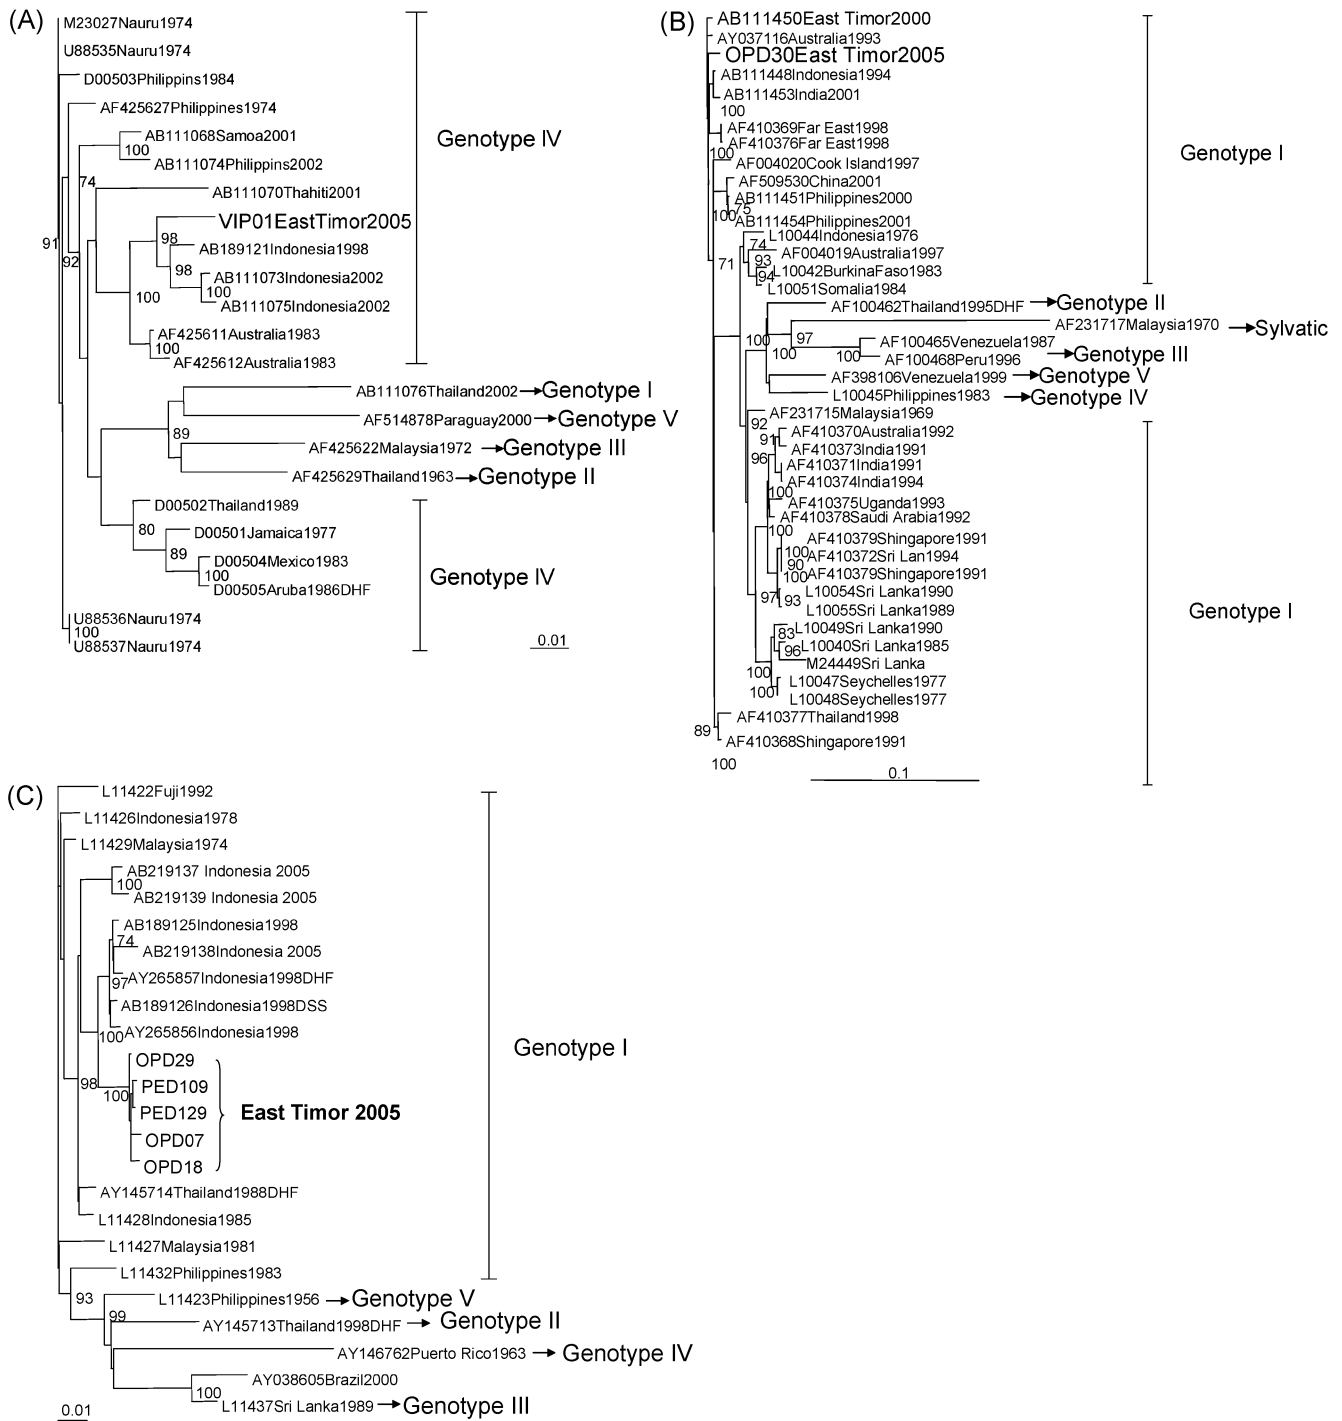 (A)
M23027Nauru1974
U88535Nauru1974
D00503Philippins1984
AF425627Philippines1974
AB111068Samoa2001
100
AB111074Philippins2002
74
AB111070Thahiti2001
VIP01EastTimor2005
98
91
AB189121Indonesia1998
92
98
AB111073Indonesia2002
100
100
AB111075Indonesia2002
AF425611Australia1983
100
AF425612Australia1983
Genotype IV
AB111076Thailand2002 Genotype I
AF514878Paraguay2000 Genotype V
89
AF425622Malaysia1972 Genotype III
AF425629Thailand1963 Genotype II
D00502Thailand1989
80
D00501Jamaica1977
89
D00504Mexico1983
100
D00505Aruba1986DHF
Genotype IV
U88536Nauru1974
100
U88537Nauru1974
0.01
(B)
AB111450East Timor2000
AY037116Australia1993
OPD30East Timor2005
AB111448Indonesia1994
AB111453India2001
100
AF410369Far East1998
AF410376Far East1998
100
AF004020Cook Island1997
AF509530China2001
AB111451Philippines2000
75
100
AB111454Philippines2001
L10044Indonesia1976
74
AF004019Australia1997
93
71
L10042BurkinaFaso1983
94
L10051Somalia1984
Genotype I
AF100462Thailand1995DHF Genotype II
AF231717Malaysia1970 Sylvatic
97
100
AF100465Venezuela1987
100
100
AF100468Peru1996 Genotype III
AF398106Venezuela1999 Genotype V
L10045Philippines1983 Genotype IV
AF231715Malaysia1969
92
AF410370Australia1992
91
AF410373India1991
96
AF410371India1991
AF410374India1994
100
AF410375Uganda1993
AF410378Saudi Arabia1992
100
AF410379Shingapore1991
100
AF410372Sri Lan1994
90
AF410379Shingapore1991
100
L10054Sri Lanka1990
97
93
L10055Sri Lanka1989
L10049Sri Lanka1990
83
L10040Sri Lanka1985
96
M24449Sri Lanka
100
L10047Seychelles1977
100
L10048Seychelles1977
AF410377Thailand1998
89
AF410368Shingapore1991
100
Genotype I
0.1
(C)
L11422Fuji1992
L11426Indonesia1978
L11429Malaysia1974
AB219137 Indonesia 2005
100
AB219139 Indonesia 2005
AB189125Indonesia1998
74
AB219138Indonesia 2005
AY265857Indonesia1998DHF
97
AB189126Indonesia1998DSS
AY265856Indonesia1998
100
OPD29
98
PED109
100
PED129
East Timor 2005
OPD07
OPD18
AY145714Thailand1988DHF
L11428Indonesia1985
L11427Malaysia1981
L11432Philippines1983
Genotype I
93
L11423Philippines1956 Genotype V
99
AY145713Thailand1998DHF Genotype II
AY146762Puerto Rico1963 Genotype IV
AY038605Brazil2000
100
L11437Sri Lanka1989 Genotype III
0.01